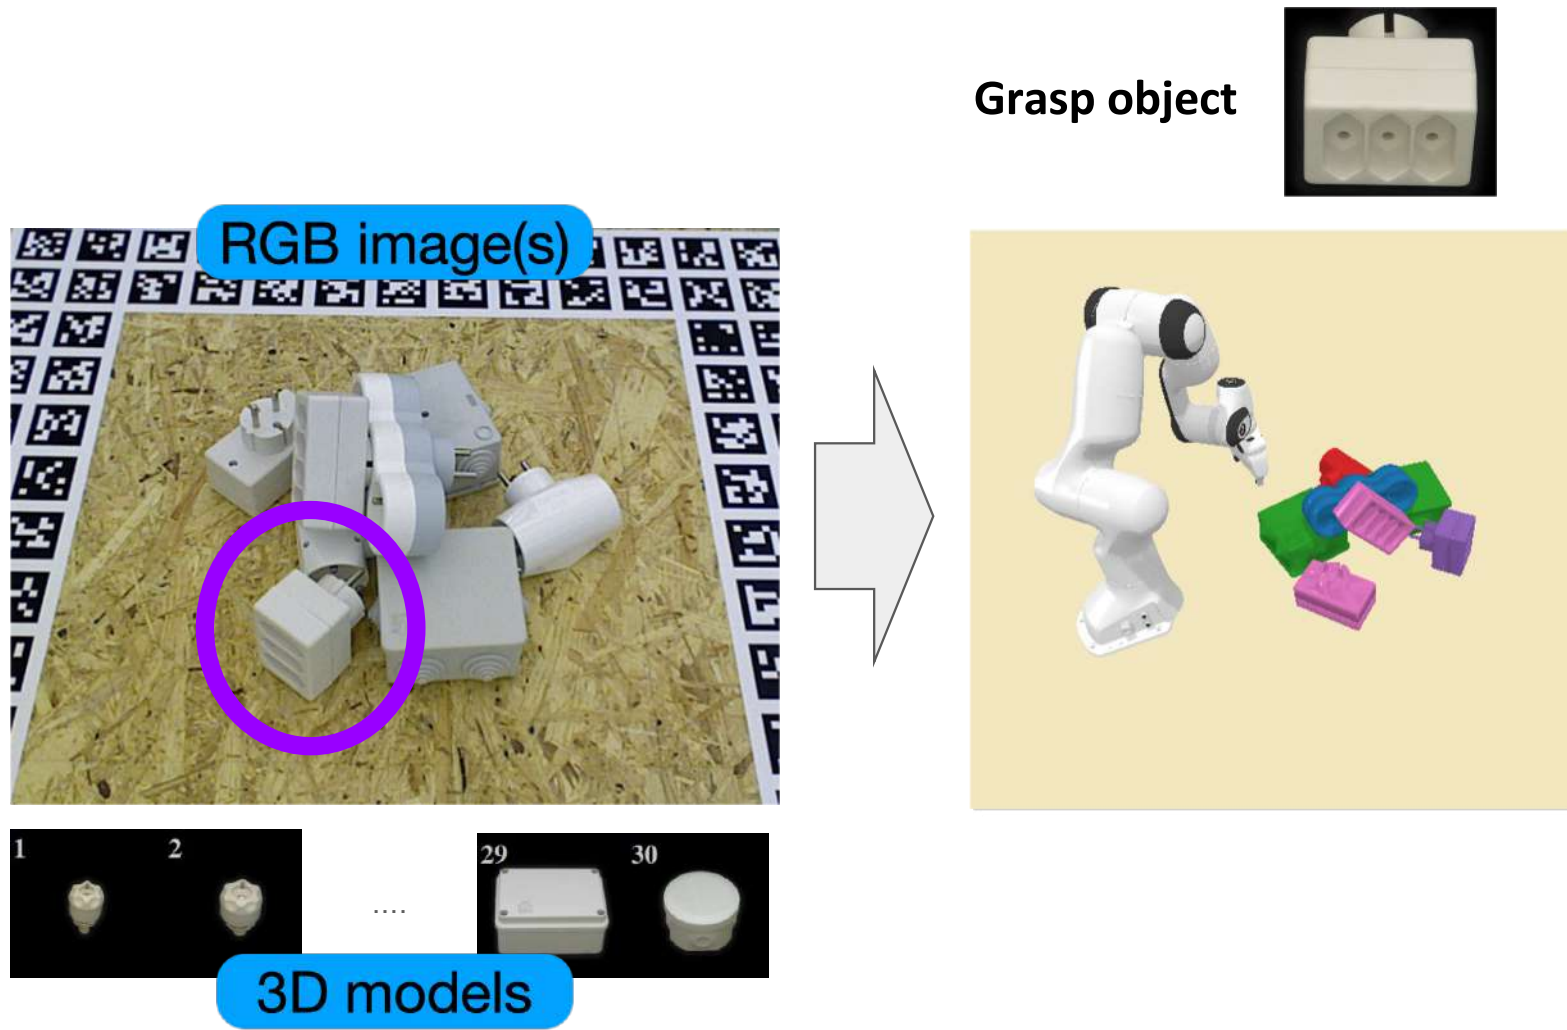 Grasp object
RGB image(s)
1
2
....
29
30
3D models